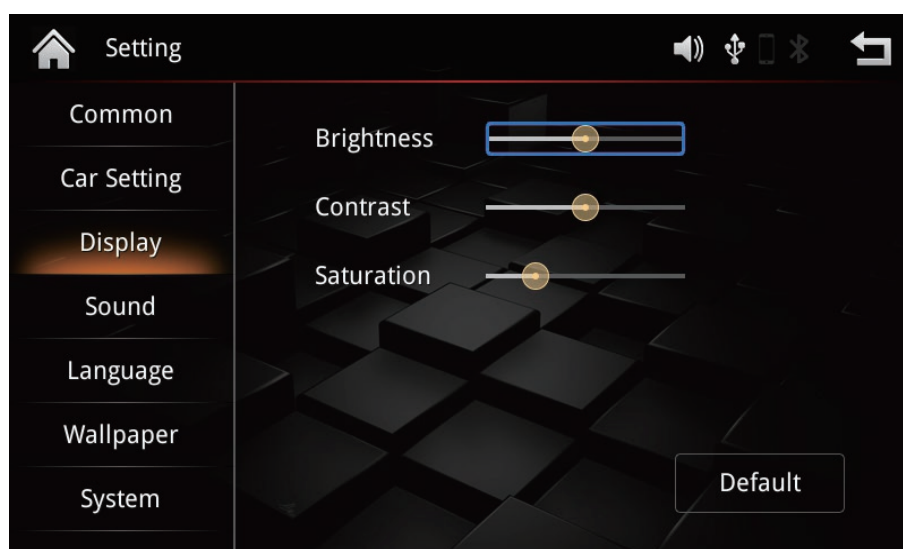 Setting
Common
Car Setting
Display
Sound
Language
Wallpaper
System
Brightness
Contrast
Saturation
Default